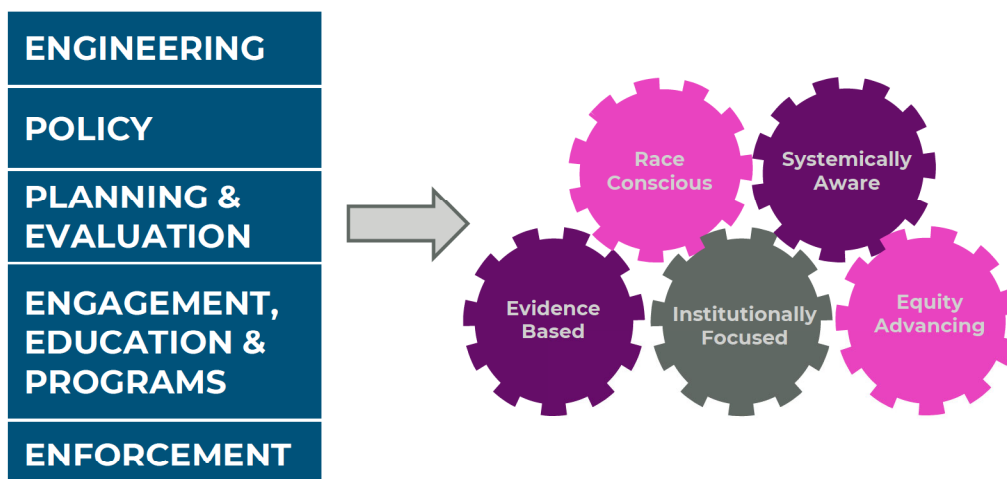 ENGINEERING
POLICY
PLANNING &
EVALUATION
ENGAGEMENT,
EDUCATION &
PROGRAMS
ENFORCEMENT
Race
Conscious
Systemically
Aware
Evidence
Based
Institutionally
Focused
Equity
Advancing